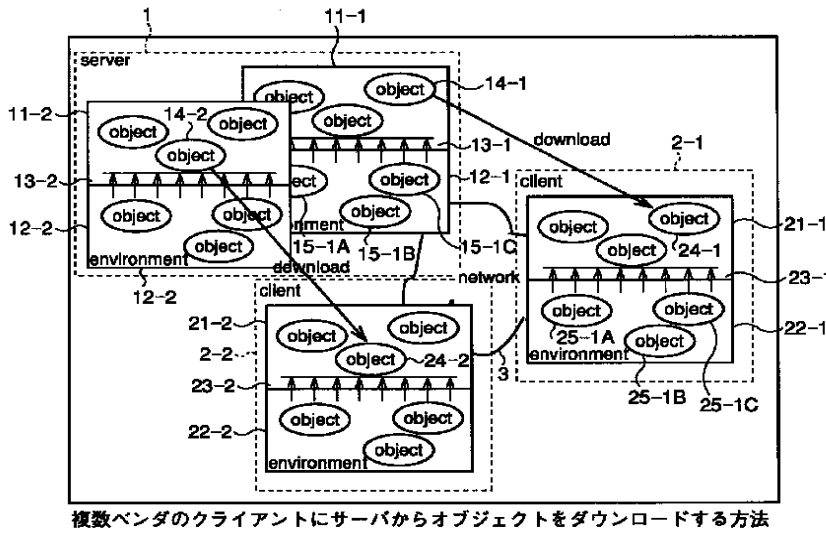 1
11-1
server
14-1
11-2
14-2
object
object
object
object
object
object
download
13-1
2-1
13-2
12-1
client
12-2
object
object
object
object
object
21-1
object
object
24-1
environment
15-1A
15-1B
15-1C
object
12-2
download
network
23-1
client
21-2
object
object
object
object
2-2
object
24-2
25-1A
object
22-1
environment
23-2
3
25-1B
25-1C
22-2
object
object
object
environment
複数ベンダのクライアントにサーバからオブジェクトをダウンロードする方法